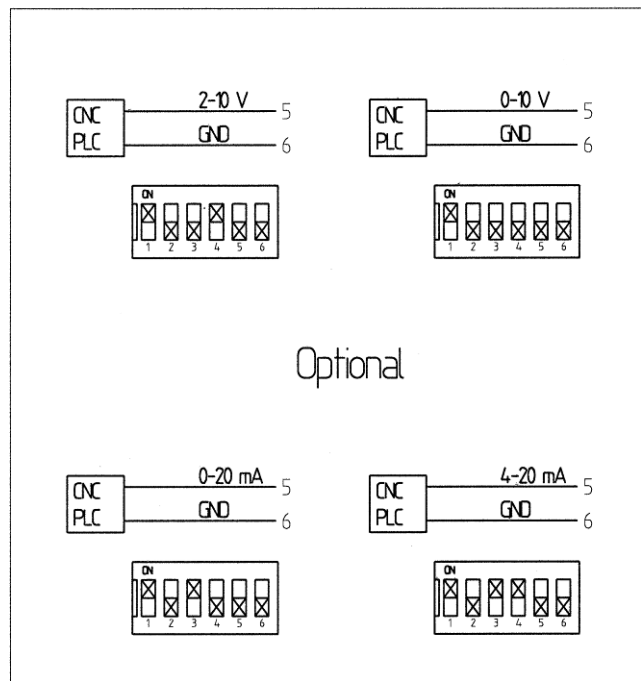 CNC 2-10 V 5
PLC GND 6
ON
1 2 3 4 5 6
CNC 0-10 V 5
PLC GND 6
ON
1 2 3 4 5 6
Optional
CNC 0-20 mA 5
PLC GND 6
ON
1 2 3 4 5 6
CNC 4-20 mA 5
PLC GND 6
ON
1 2 3 4 5 6